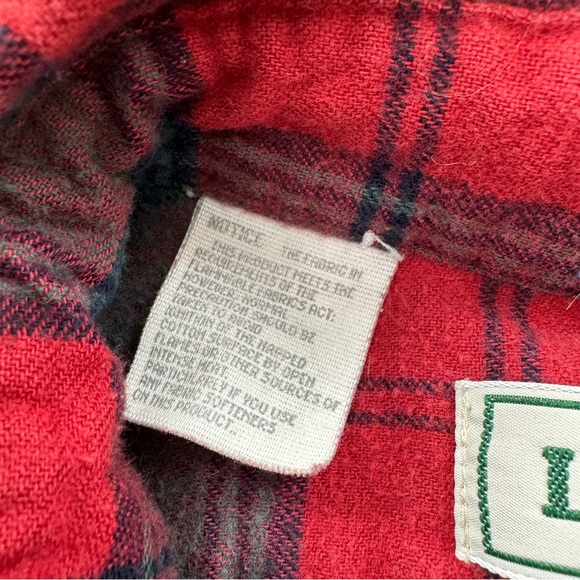 NOTICE: THE FABRIC IN
THIS PRODUCT MEETS THE
REQUIREMENTS OF THE
FLAMMABLE FABRICS ACT.
HOWEVER, NORMAL
PRECAUTION SHOULD BE
TAKEN TO AVOID
IGNITION OF THE NAPPED
COTTON SURFACE BY OPEN
FLAMES OR OTHER SOURCES OF
INTENSE HEAT,
PARTICULARLY IF YOU USE
ANY FABRIC SOFTENERS
ON THIS PRODUCT..
L